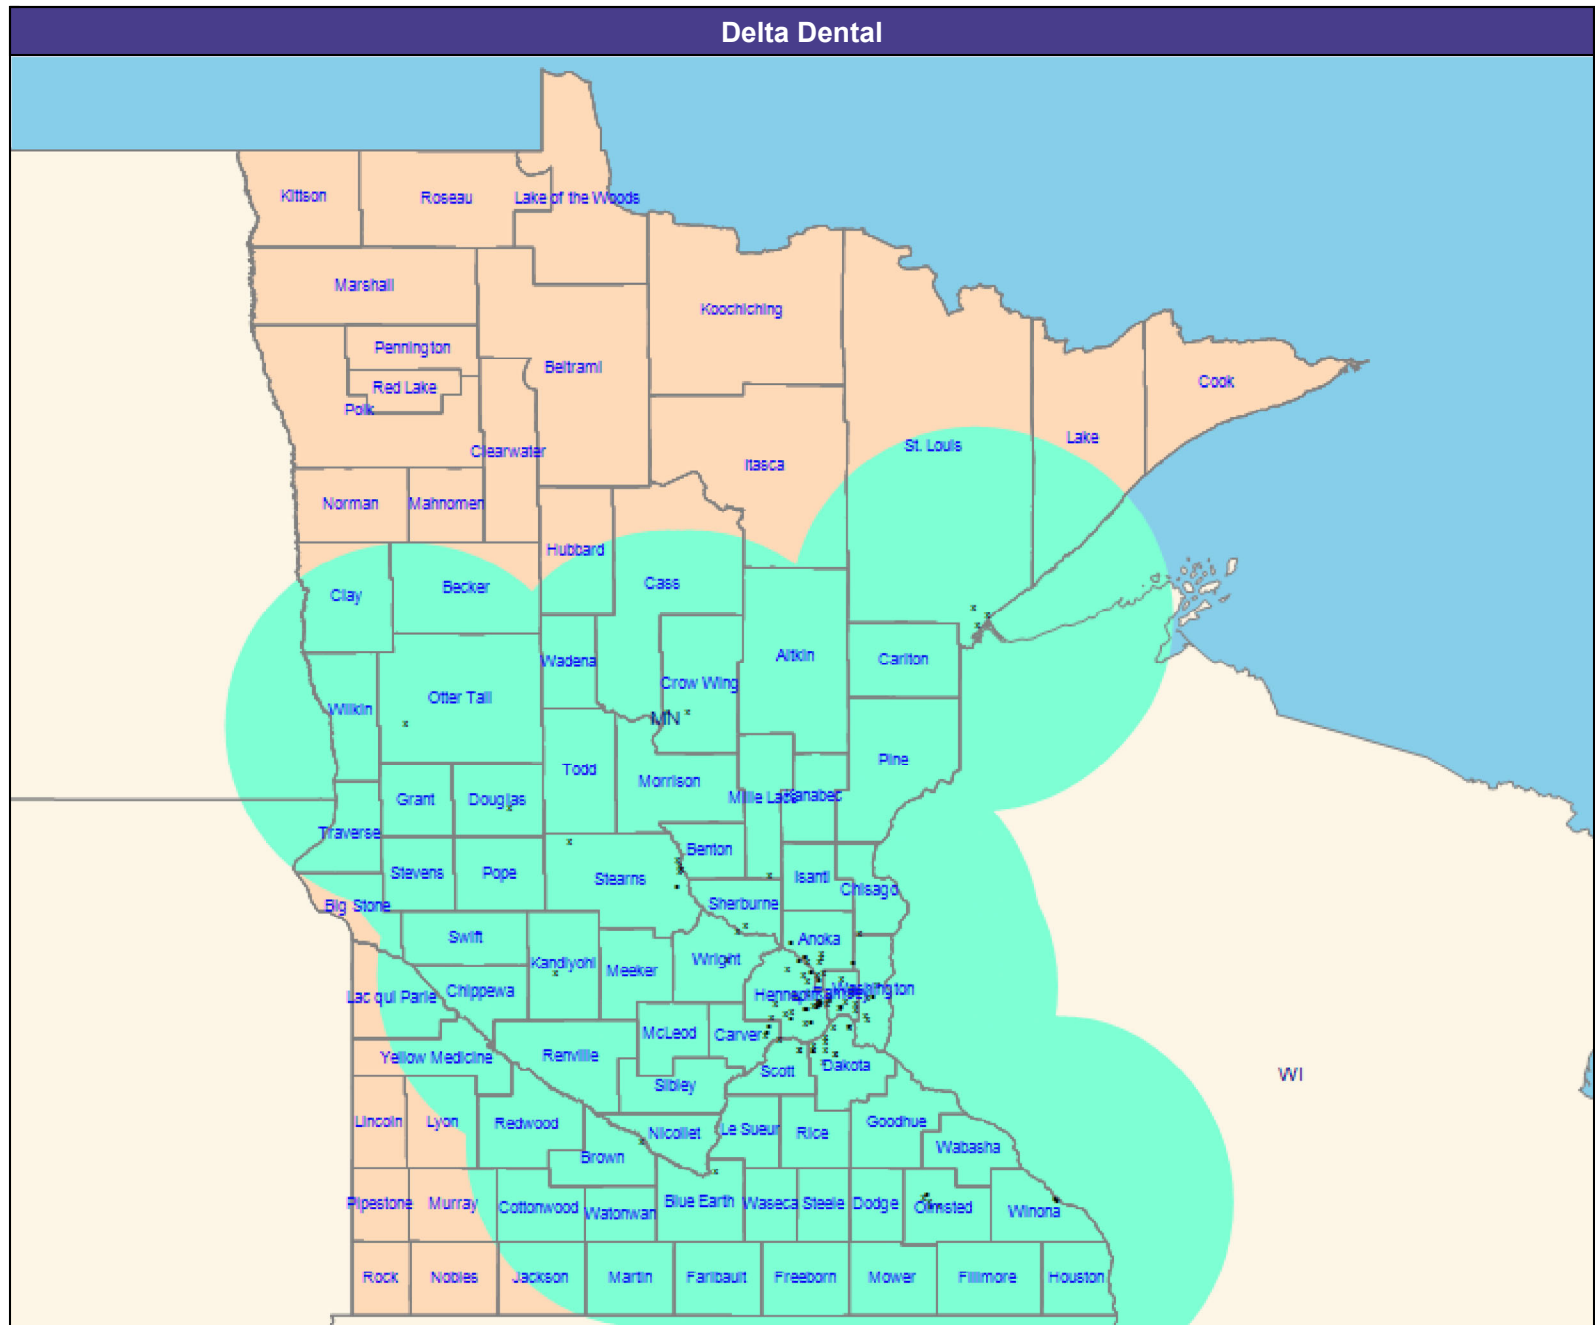 Delta Dental
Kittson
Roseau
Lake of the Woods
Marshall
Koochiching
Pennington
Beltrami
Red Lake
Cook
Polk
Lake
St. Louis
Clearwater
Itasca
Norman
Mahnomen
Hubbard
Cass
Becker
Clay
Aitkin
Carlton
Wadena
Crow Wing
Otter Tail
Wilkin
MN
Pine
Todd
Morrison
Grant
Douglas
Mille Lacs
Kanabec
Traverse
Benton
Stevens
Pope
Stearns
Isanti
Chisago
Big Stone
Sherburne
Swift
Anoka
Kandiyohi
Wright
Meeker
Lac qui Parle
Chippewa
Hennepin
Ramsey
Washington
McLeod
Carver
Yellow Medicine
Renville
Scott
Dakota
WI
Sibley
Lincoln
Lyon
Redwood
Nicollet
Le Sueur
Rice
Goodhue
Wabasha
Brown
Pipestone
Murray
Cottonwood
Watonwan
Blue Earth
Waseca
Steele
Dodge
Olmsted
Winona
Rock
Nobles
Jackson
Martin
Faribault
Freeborn
Mower
Fillmore
Houston